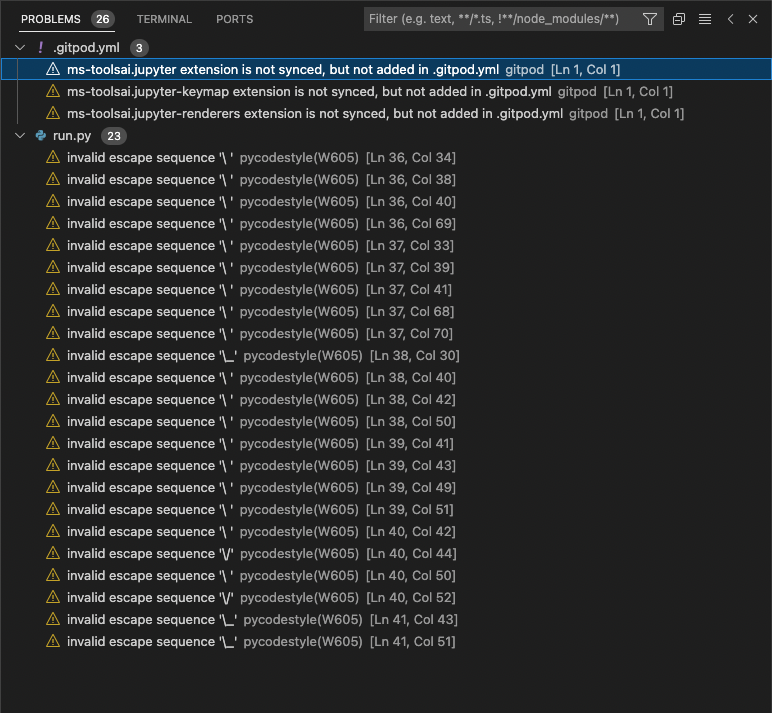 PROBLEMS 26 TERMINAL PORTS Filter (e.g. text, **/*.ts, !**/node_modules/**)
! .gitpod.yml 3
ms-toolsai.jupyter extension is not synced, but not added in .gitpod.yml gitpod [Ln 1, Col 1]
ms-toolsai.jupyter-keymap extension is not synced, but not added in .gitpod.yml gitpod [Ln 1, Col 1]
ms-toolsai.jupyter-renderers extension is not synced, but not added in .gitpod.yml gitpod [Ln 1, Col 1]
run.py 23
invalid escape sequence '\ ' pycodestyle(W605) [Ln 36, Col 34]
invalid escape sequence '\ ' pycodestyle(W605) [Ln 36, Col 38]
invalid escape sequence '\ ' pycodestyle(W605) [Ln 36, Col 40]
invalid escape sequence '\ ' pycodestyle(W605) [Ln 36, Col 69]
invalid escape sequence '\ ' pycodestyle(W605) [Ln 37, Col 33]
invalid escape sequence '\ ' pycodestyle(W605) [Ln 37, Col 39]
invalid escape sequence '\ ' pycodestyle(W605) [Ln 37, Col 41]
invalid escape sequence '\ ' pycodestyle(W605) [Ln 37, Col 68]
invalid escape sequence '\ ' pycodestyle(W605) [Ln 37, Col 70]
invalid escape sequence '\_' pycodestyle(W605) [Ln 38, Col 30]
invalid escape sequence '\ ' pycodestyle(W605) [Ln 38, Col 40]
invalid escape sequence '\ ' pycodestyle(W605) [Ln 38, Col 42]
invalid escape sequence '\ ' pycodestyle(W605) [Ln 38, Col 50]
invalid escape sequence '\ ' pycodestyle(W605) [Ln 39, Col 41]
invalid escape sequence '\ ' pycodestyle(W605) [Ln 39, Col 43]
invalid escape sequence '\ ' pycodestyle(W605) [Ln 39, Col 49]
invalid escape sequence '\ ' pycodestyle(W605) [Ln 39, Col 51]
invalid escape sequence '\ ' pycodestyle(W605) [Ln 40, Col 42]
invalid escape sequence '\/' pycodestyle(W605) [Ln 40, Col 44]
invalid escape sequence '\ ' pycodestyle(W605) [Ln 40, Col 50]
invalid escape sequence '\/' pycodestyle(W605) [Ln 40, Col 52]
invalid escape sequence '\_' pycodestyle(W605) [Ln 41, Col 43]
invalid escape sequence '\_' pycodestyle(W605) [Ln 41, Col 51]